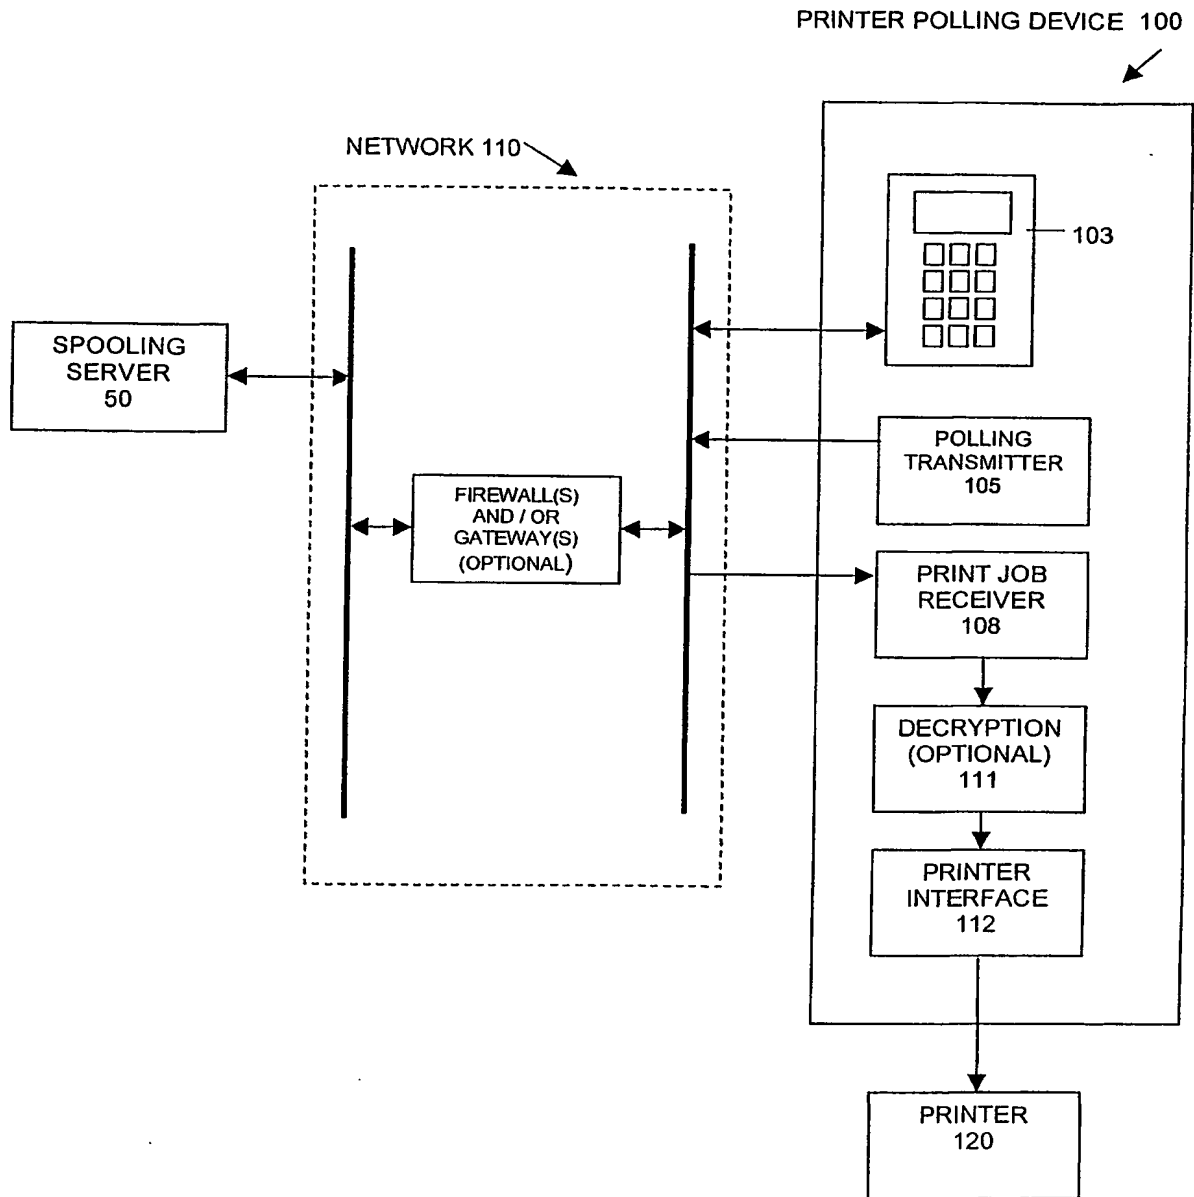 PRINTER POLLING DEVICE 100
NETWORK 110
103
SPOOLING
SERVER
50
POLLING
TRANSMITTER
105
FIREWALL(S)
AND / OR
GATEWAY(S)
(OPTIONAL)
PRINT JOB
RECEIVER
108
DECRYPTION
(OPTIONAL)
111
PRINTER
INTERFACE
112
PRINTER
120